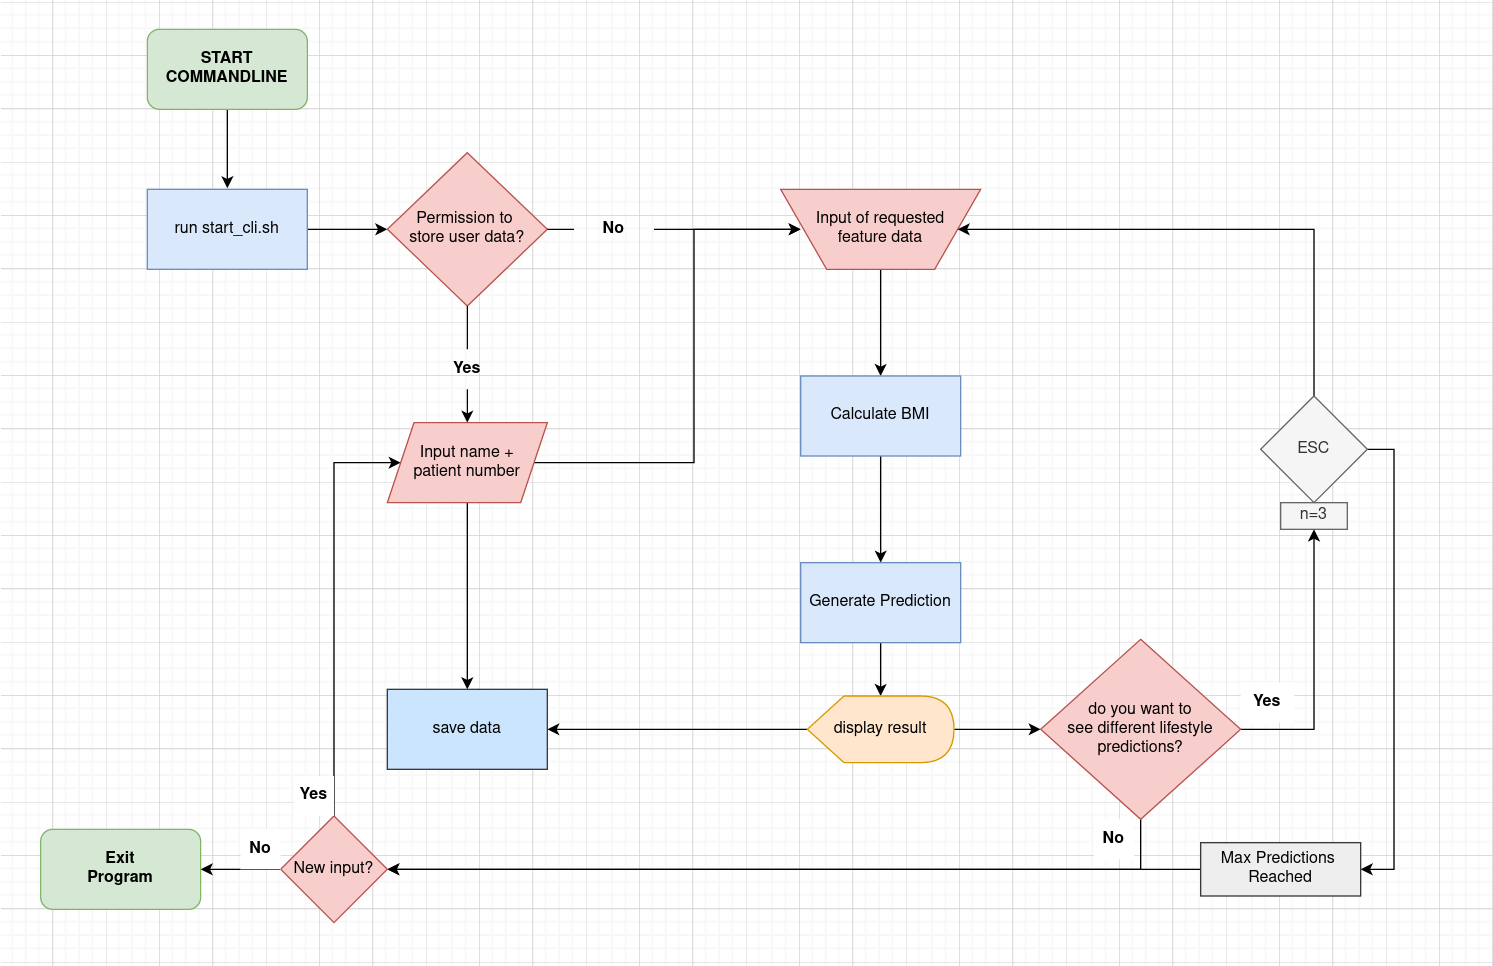 START
COMMANDLINE
run start_cli.sh
Permission to
store user data?
No
Input of requested
feature data
Yes
Input name +
patient number
Calculate BMI
ESC
n=3
Generate Prediction
save data
display result
do you want to
see different lifestyle
predictions?
Yes
Yes
No
No
Exit
Program
New input?
Max Predictions
Reached